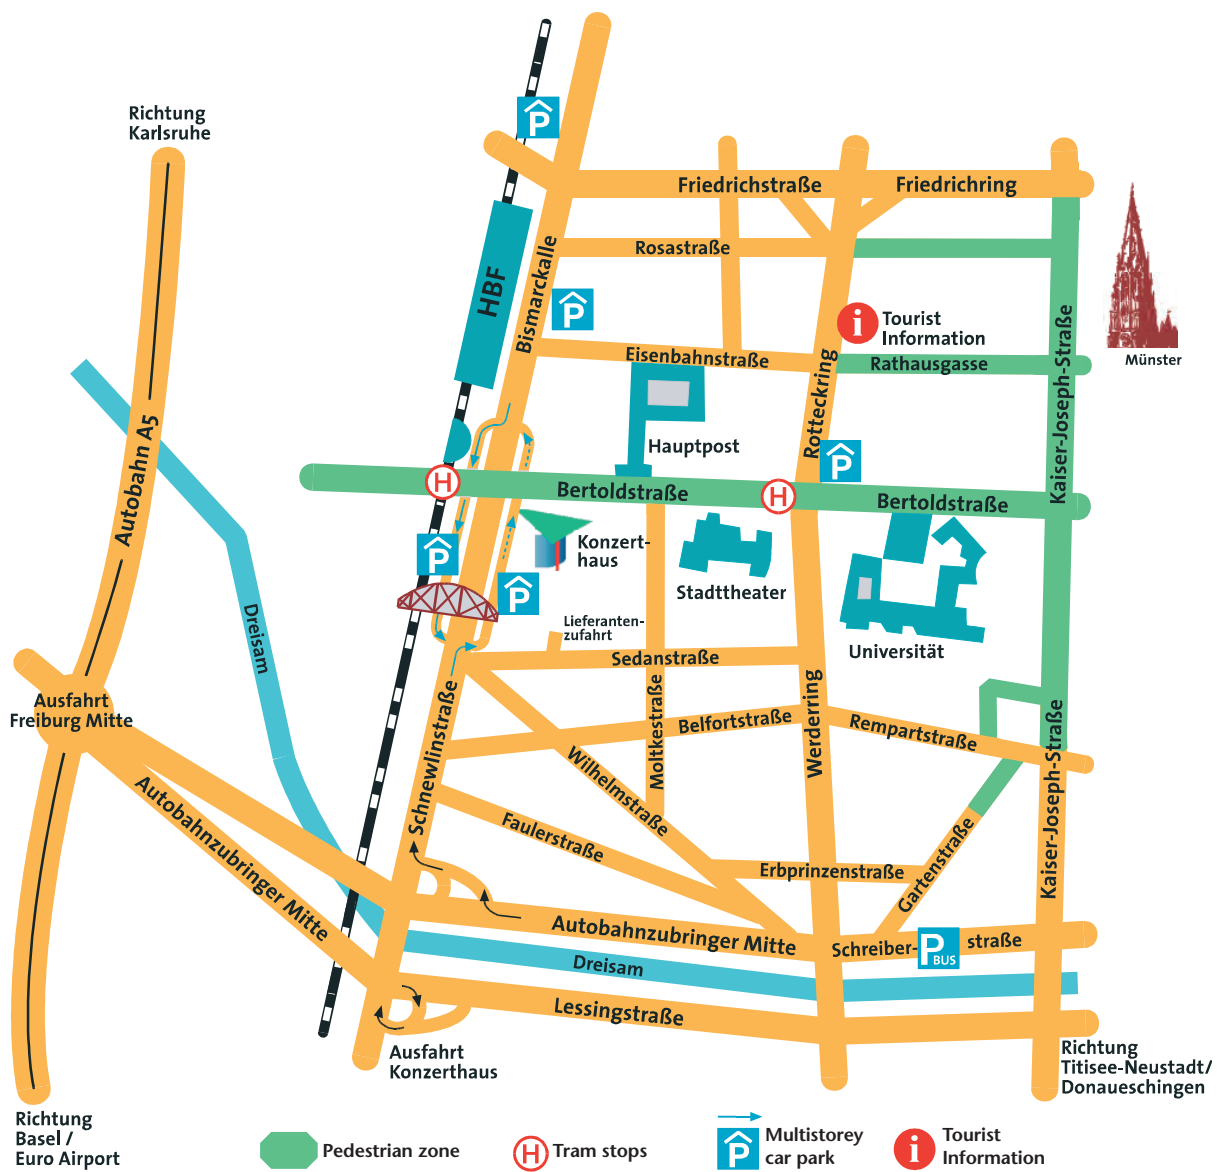 Richtung
Karlsruhe
P
Friedrichstraße
Friedrichring
Rosastraße
HBF
Bismarckalle
P
i
Tourist
Information
Kaiser-Joseph-Straße
Münster
Eisenbahnstraße
Rathausgasse
Rotteckring
Autobahn A5
Hauptpost
P
H
Bertoldstraße
H
Bertoldstraße
P
Konzert-
haus
P
Stadttheater
Dreisam
Lieferanten-
zufahrt
Universität
Sedanstraße
Ausfahrt
Freiburg Mitte
Schnewlinstraße
Moltkestraße
Belfortstraße
Werderring
Rempartstraße
Kaiser-Joseph-Straße
Wilhelmstraße
Autobahnzubringer Mitte
Faulerstraße
Erbprinzenstraße
Gartenstraße
Autobahnzubringer Mitte
Schreiber-
P
BUS
straße
Dreisam
Lessingstraße
Ausfahrt
Konzerthaus
Richtung
Titisee-Neustadt/
Donaueschingen
Richtung
Basel /
Euro Airport
Pedestrian zone
H
Tram stops
P
Multistorey
car park
i
Tourist
Information